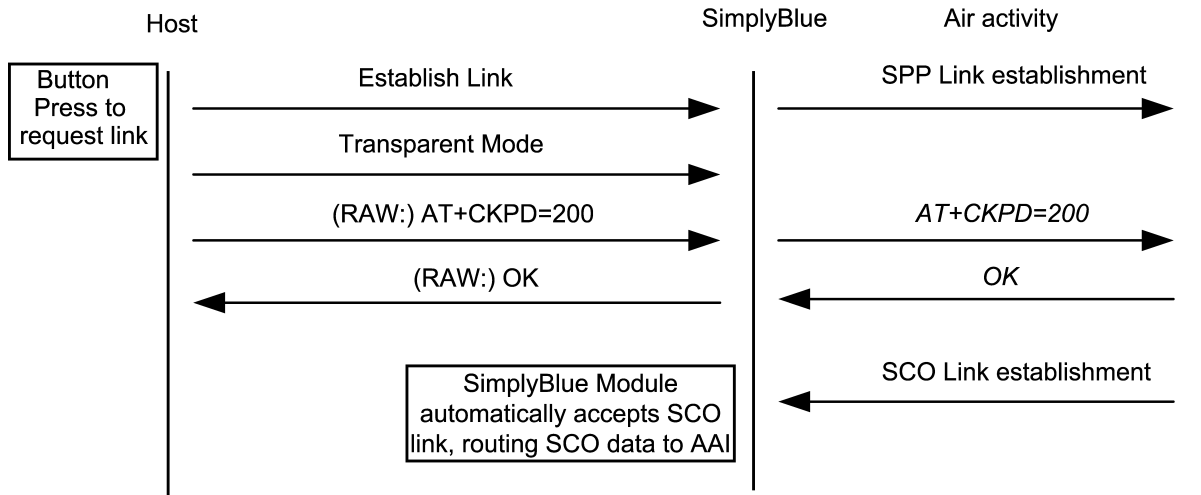 Host
SimplyBlue
Air activity
Button
Press to
request link
Establish Link
SPP Link establishment
Transparent Mode
(RAW:) AT+CKPD=200
AT+CKPD=200
(RAW:) OK
OK
SimplyBlue Module
automatically accepts SCO
link, routing SCO data to AAI
SCO Link establishment